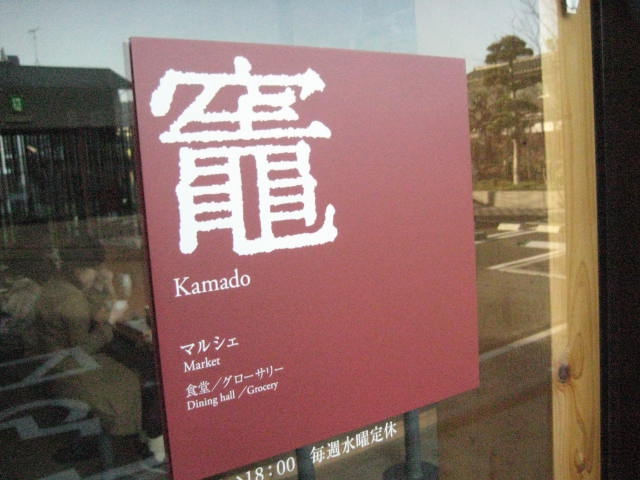 竈
Kamado
マルシェ
Market
食堂／グローサリー
Dining hall ／Grocery
18:00 毎週水曜定休